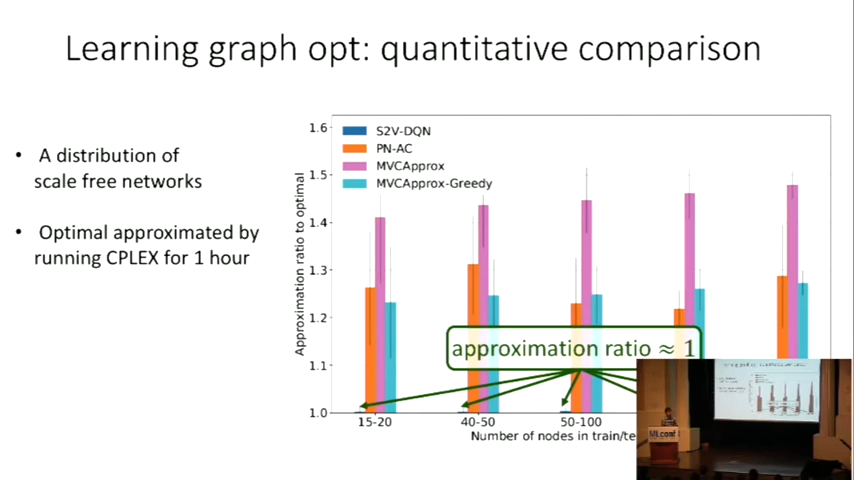 Learning graph opt: quantitative comparison
• A distribution of
scale free networks
• Optimal approximated by
running CPLEX for 1 hour
Approximation ratio to optimal
1.6
1.5
1.4
1.3
1.2
1.1
1.0
S2V-DQN
PN-AC
MVCApprox
MVCApprox-Greedy
approximation ratio ≈ 1
15-20
40-50
50-100
Number of nodes in train/te
MLconf